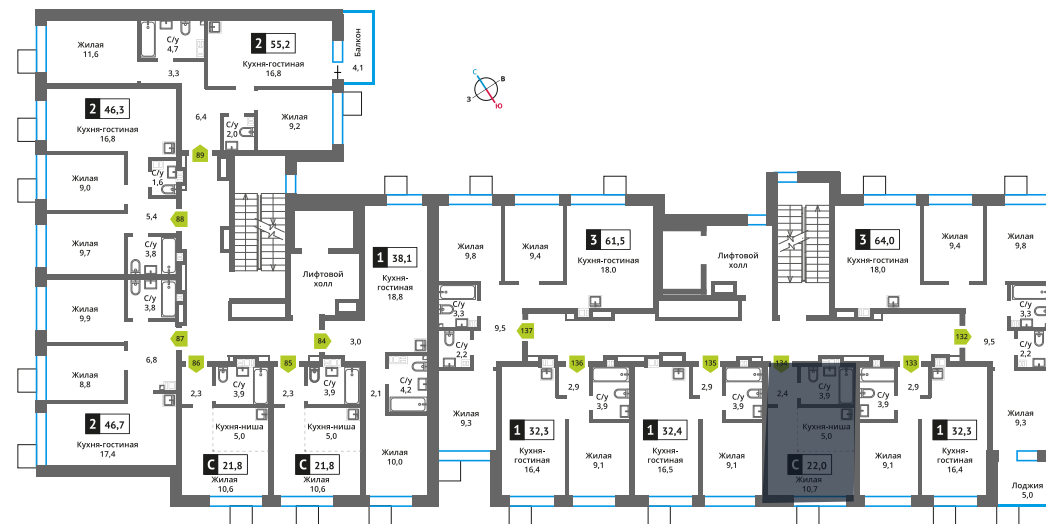 Жилая
11,6
С/у
4,7
3,3
2 55,2
Кухня-гостиная
16,8
Балкон
4,1
2 46,3
Кухня-гостиная
16,8
6,4
С/у
2,0
Жилая
9,2
89
С
В
З
Ю
Жилая
9,0
С/у
1,6
5,4
88
Жилая
9,7
С/у
3,8
Жилая
9,9
С/у
3,8
87
6,8
Жилая
8,8
2 46,7
Кухня-гостиная
17,4
Лифтовой
холл
84
3,0
1 38,1
Кухня-
гостиная
18,8
86
2,3
С/у
3,9
Кухня-ниша
5,0
С 21,8
Жилая
10,6
85
2,3
С/у
3,9
Кухня-ниша
5,0
С 21,8
Жилая
10,6
2,1
С/у
4,2
Жилая
10,0
Жилая
9,8
Жилая
9,4
3 61,5
Кухня-гостиная
18.0
С/у
3,3
9,5
137
С/у
2,2
Жилая
9,3
Лифтовой
холл
3 64,0
Кухня-гостиная
18,0
Жилая
9,4
Жилая
9,8
С/у
3,3
132
9,5
С/у
2,2
Жилая
9,3
Лоджия
5,0
136
2,9
С/у
3,9
1 32,3
Кухня-
гостиная
16,4
Жилая
9,1
135
2,9
С/у
3,9
1 32,4
Кухня-
гостиная
16,5
Жилая
9,1
134
2,4
С/у
3,9
Кухня-ниша
5,0
С 22,0
Жилая
10,7
133
2,9
С/у
3,9
Жилая
9,1
1 32,3
Кухня-
гостиная
16,4